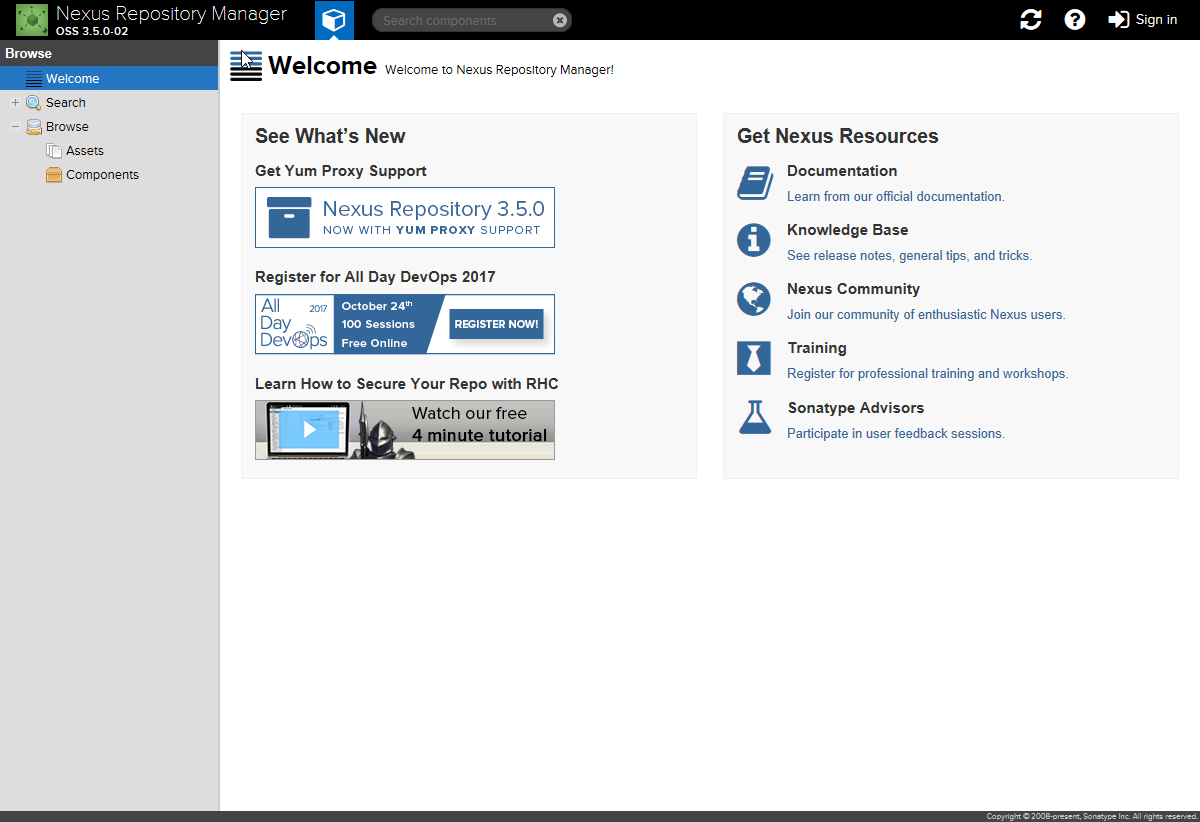 Nexus Repository Manager
OSS 3.5.0-02
Search components
Sign in
Browse
Welcome
Search
Browse
Assets
Components
Welcome Welcome to Nexus Repository Manager!
See What's New
Get Yum Proxy Support
Nexus Repository 3.5.0
NOW WITH YUM PROXY SUPPORT
Register for All Day DevOps 2017
All
Day
DevOps
2017
October 24th
100 Sessions
Free Online
REGISTER NOW!
Learn How to Secure Your Repo with RHC
Watch our free
4 minute tutorial
Get Nexus Resources
Documentation
Learn from our official documentation.
Knowledge Base
See release notes, general tips, and tricks.
Nexus Community
Join our community of enthusiastic Nexus users.
Training
Register for professional training and workshops.
Sonatype Advisors
Participate in user feedback sessions.
Copyright © 2008-present, Sonatype Inc. All rights reserved.